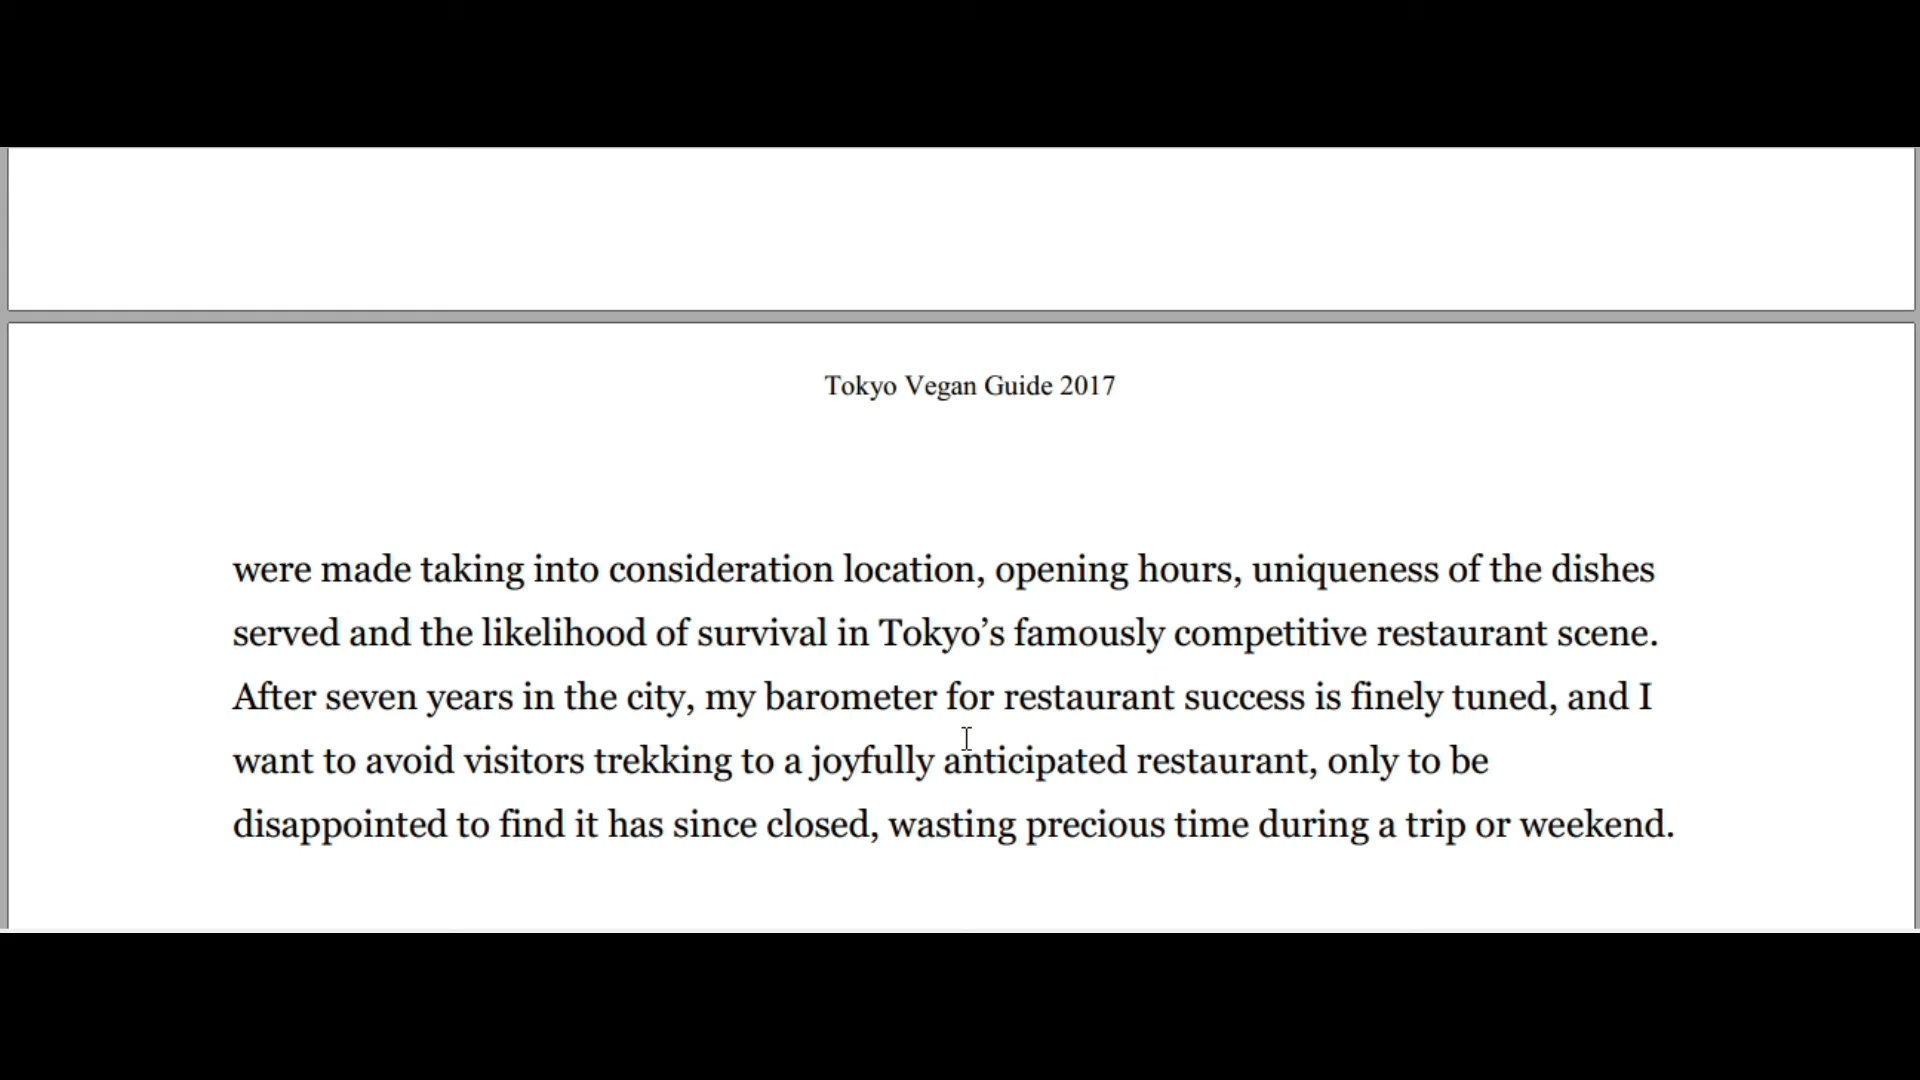 Tokyo Vegan Guide 2017
were made taking into consideration location, opening hours, uniqueness of the dishes
served and the likelihood of survival in Tokyo’s famously competitive restaurant scene.
After seven years in the city, my barometer for restaurant success is finely tuned, and I
want to avoid visitors trekking to a joyfully anticipated restaurant, only to be
disappointed to find it has since closed, wasting precious time during a trip or weekend.